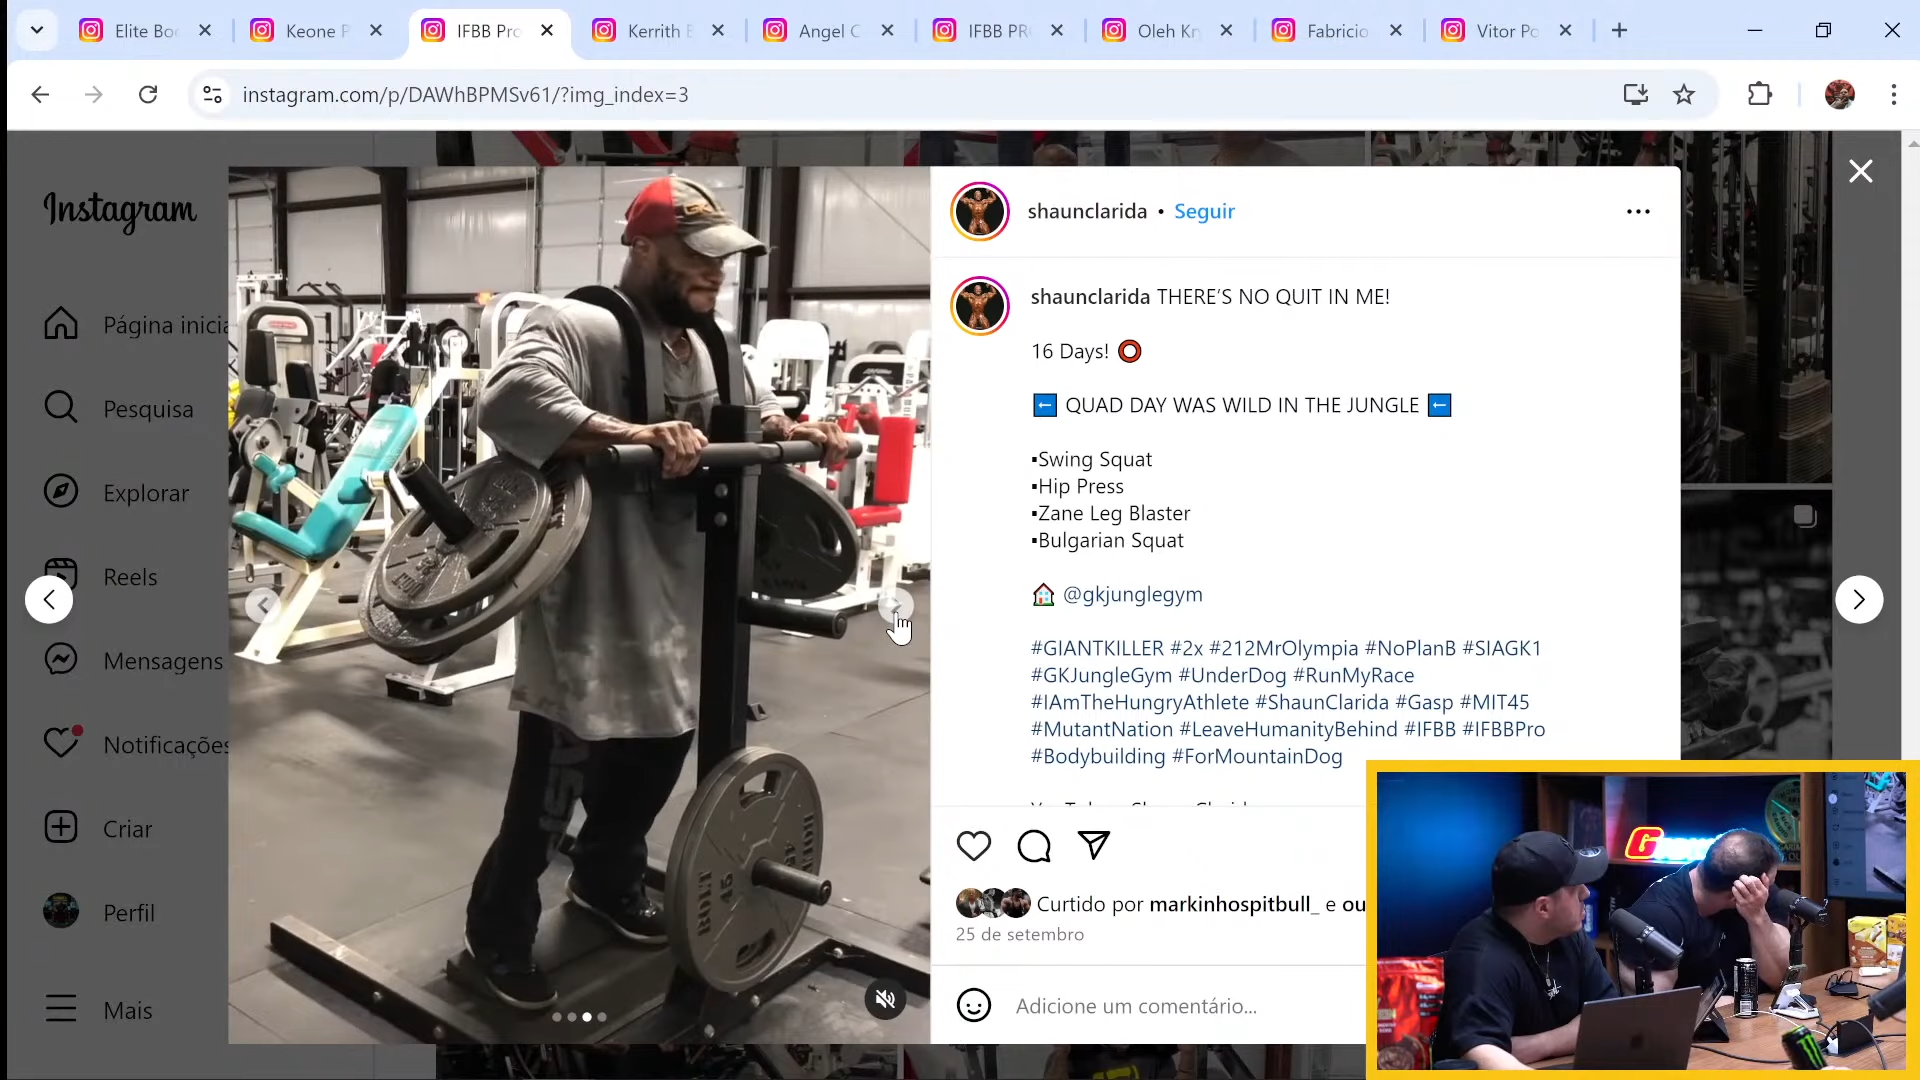 Elite Boo
Keone P
IFBB Pro
Kerrith B
Angel C
IFBB PR
Oleh Kr
Fabricio
Vitor Po
instagram.com/p/DAWhBPMSv61/?img_index=3
Instagram
Página inicia
Pesquisa
Explorar
Reels
Mensagens
Notificações
Criar
Perfil
Mais
45
shaunclarida • Seguir
shaunclarida THERE’S NO QUIT IN ME!
16 Days! ⭕
⬅️ QUAD DAY WAS WILD IN THE JUNGLE ⬅️
▪️Swing Squat
▪️Hip Press
▪️Zane Leg Blaster
▪️Bulgarian Squat
🏠 @gkjunglegym
#GIANTKILLER #2x #212MrOlympia #NoPlanB #SIAGK1
#GKJungleGym #UnderDog #RunMyRace
#IAmTheHungryAthlete #ShaunClarida #Gasp #MIT45
#MutantNation #LeaveHumanityBehind #IFBB #IFBBPro
#Bodybuilding #ForMountainDog
Curtido por markinhospitbull_ e ou
25 de setembro
Adicione um comentário...